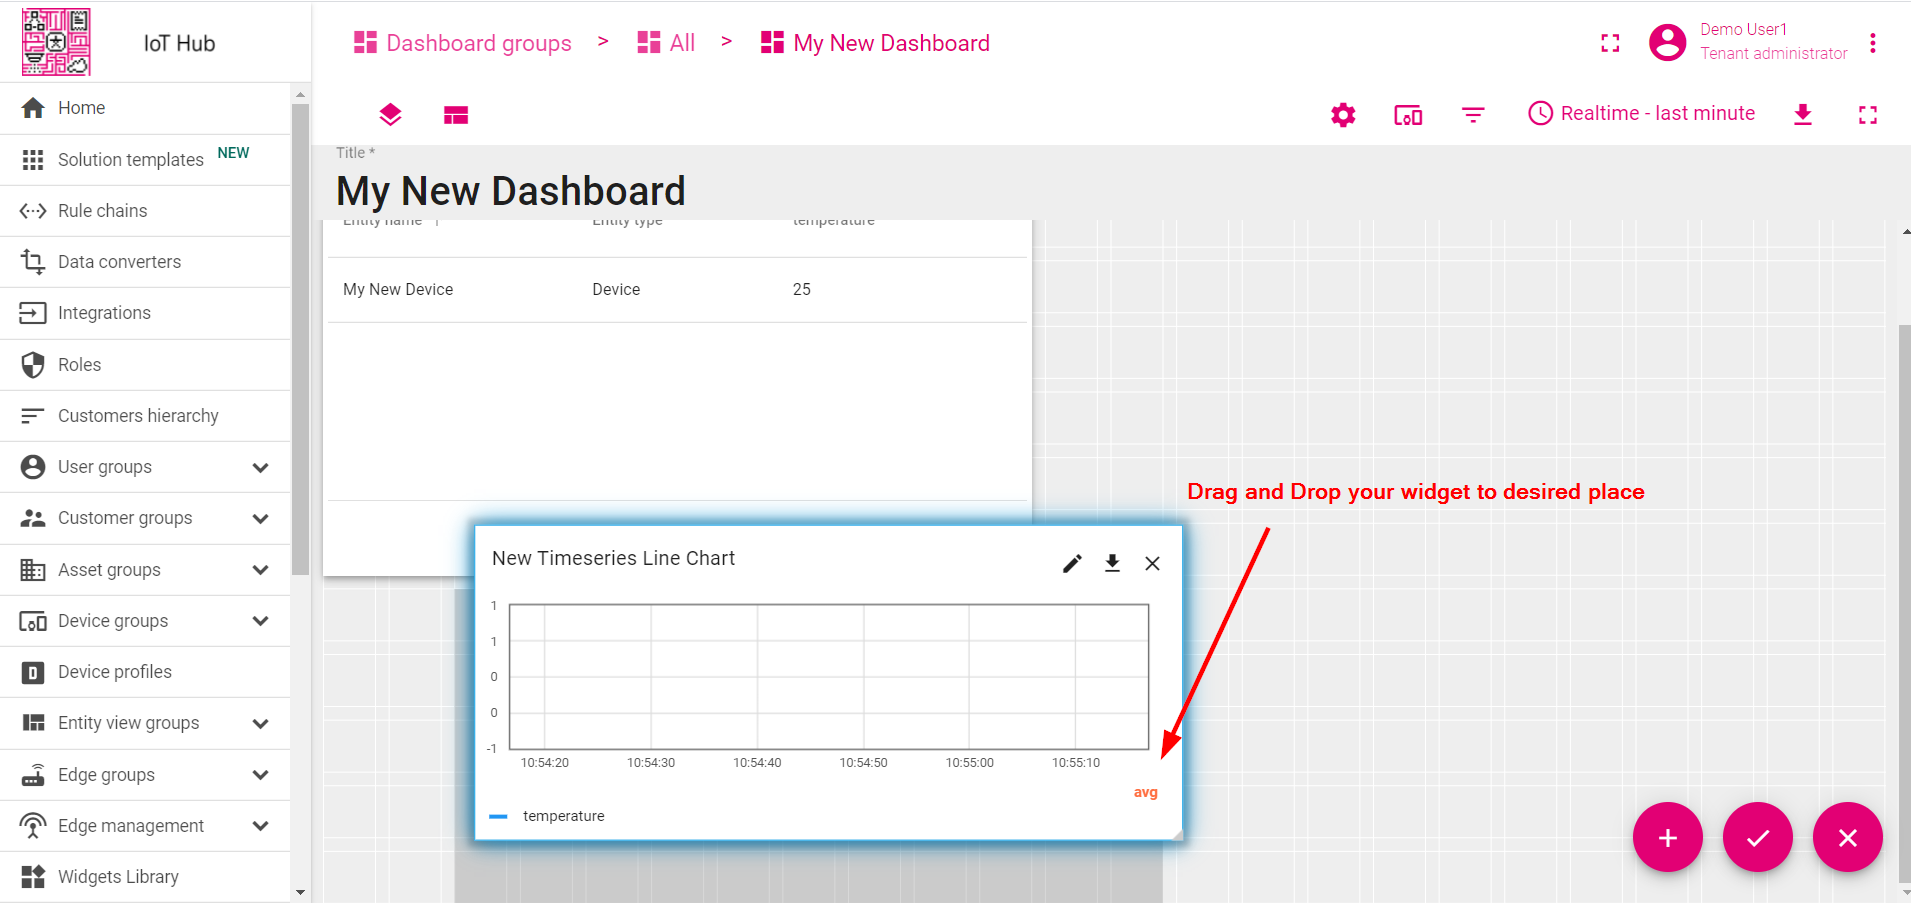 IoT Hub
Dashboard groups > All > My New Dashboard
Demo User1
Tenant administrator
Realtime - last minute
Home
Solution templates NEW
Rule chains
Data converters
Integrations
Roles
Customers hierarchy
User groups
Customer groups
Asset groups
Device groups
Device profiles
Entity view groups
Edge groups
Edge management
Widgets Library
Title *
My New Dashboard
Entity name ↑ Entity type temperature
My New Device Device 25
Drag and Drop your widget to desired place
New Timeseries Line Chart
1
1
0
0
-1
10:54:20 10:54:30 10:54:40 10:54:50 10:55:00 10:55:10
avg
temperature